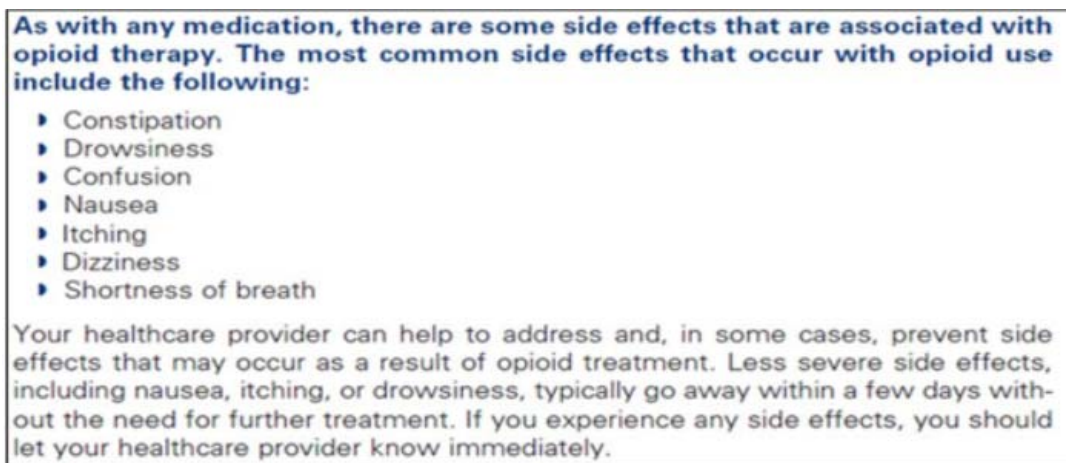 As with any medication, there are some side effects that are associated with
opioid therapy. The most common side effects that occur with opioid use
include the following:
Constipation
Drowsiness
Confusion
Nausea
Itching
Dizziness
Shortness of breath
Your healthcare provider can help to address and, in some cases, prevent side
effects that may occur as a result of opioid treatment. Less severe side effects,
including nausea, itching, or drowsiness, typically go away within a few days with-
out the need for further treatment. If you experience any side effects, you should
let your healthcare provider know immediately.